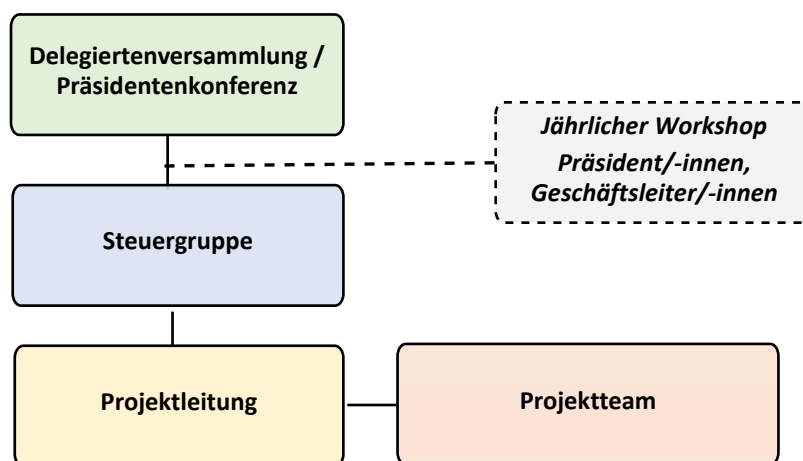 Delegiertenversammlung /
Präsidentenkonferenz
Jährlicher Workshop
Präsident/-innen,
Geschäftsleiter/-innen
Steuergruppe
Projektleitung
Projektteam